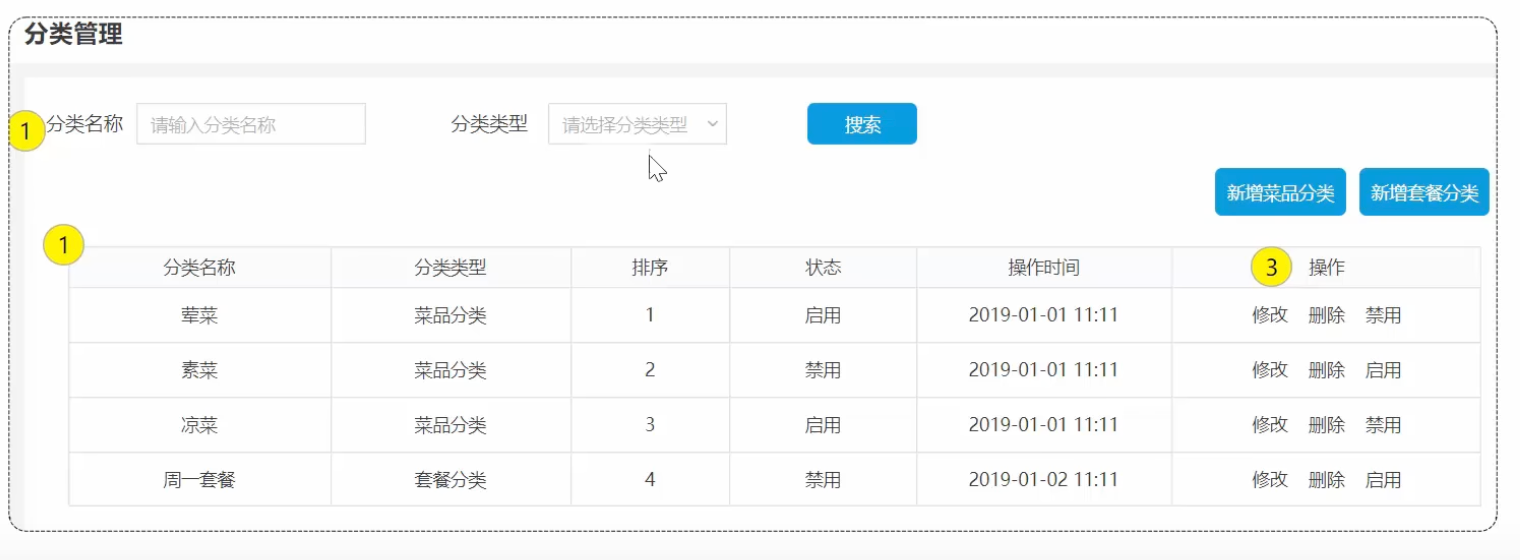 分类管理
1 分类名称 请输入分类名称 分类类型 请选择分类类型 搜索
新增菜品分类 新增套餐分类
1
分类名称 分类类型 排序 状态 操作时间 3 操作
荤菜 菜品分类 1 启用 2019-01-01 11:11 修改 删除 禁用
素菜 菜品分类 2 禁用 2019-01-01 11:11 修改 删除 启用
凉菜 菜品分类 3 启用 2019-01-01 11:11 修改 删除 禁用
周一套餐 套餐分类 4 禁用 2019-01-02 11:11 修改 删除 启用